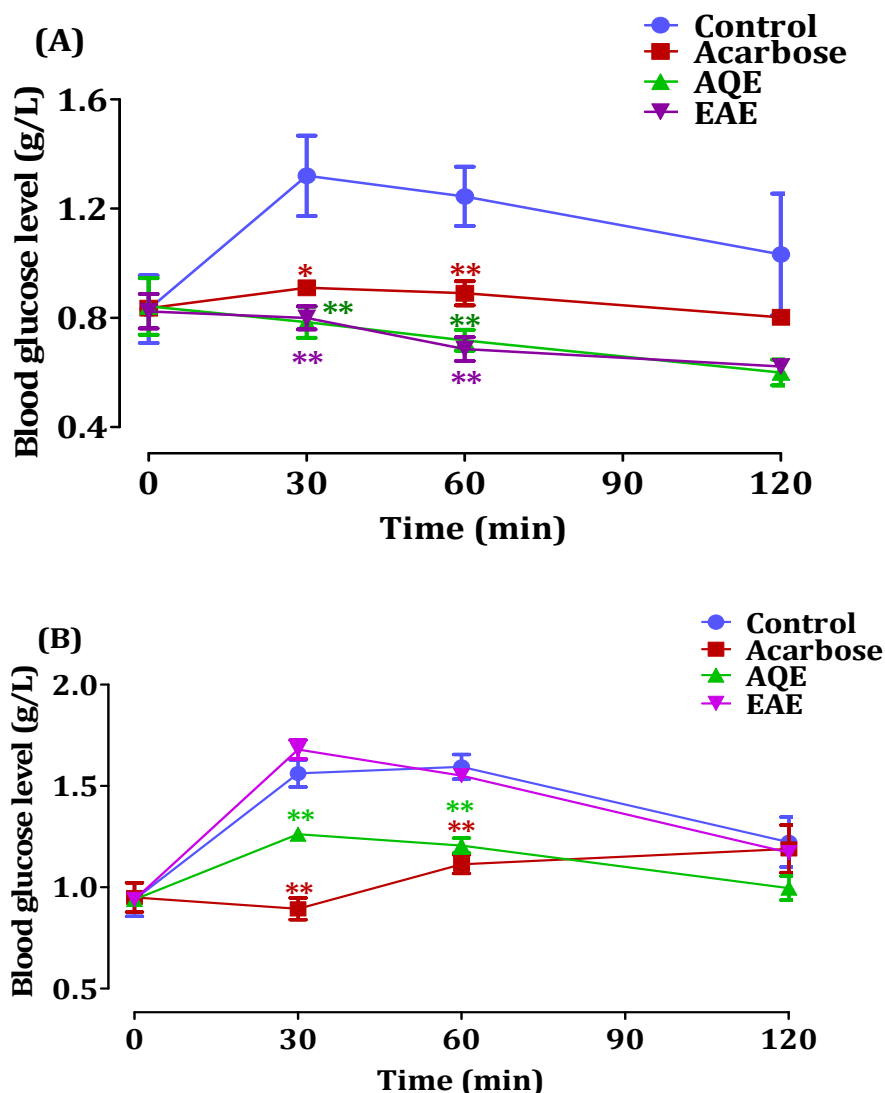 (A)
Control
Acarbose
AQE
EAE
Blood glucose level (g/L)
1.6
1.2
0.8
0.4
*
**
**
**
**
**
0 30 60 90 120
Time (min)
(B)
Control
Acarbose
AQE
EAE
Blood glucose level (g/L)
2.0
1.5
1.0
0.5
**
**
**
**
0 30 60 90 120
Time (min)